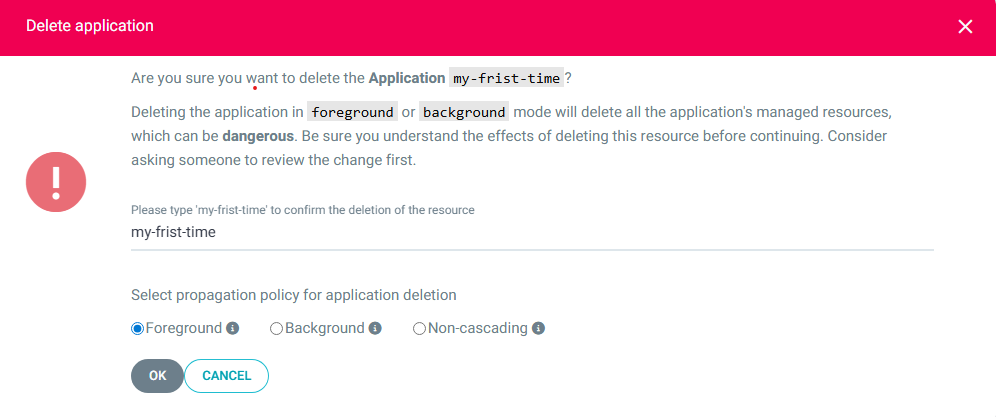 Delete application
Are you sure you want to delete the Application my-frist-time?
Deleting the application in foreground or background mode will delete all the application's managed resources,
which can be dangerous. Be sure you understand the effects of deleting this resource before continuing. Consider
asking someone to review the change first.
Please type 'my-frist-time' to confirm the deletion of the resource
my-frist-time
Select propagation policy for application deletion
Foreground Background Non-cascading
OK CANCEL